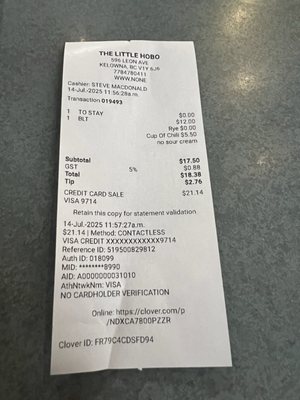 THE LITTLE HOBO
596 LEON AVE
KELOWNA, BC V1Y 6J6
7784780411
WWW.NONE
Cashier: STEVE MACDONALD
14-Jul.-2025 11:56:28a.m.
Transaction 019493
1 TO STAY $0.00
1 BLT $12.00
Rye $0.00
Cup Of Chili $5.50
no sour cream
Subtotal $17.50
GST 5% $0.88
Total $18.38
Tip $2.76
CREDIT CARD SALE $21.14
VISA 9714
Retain this copy for statement validation
14-Jul.-2025 11:57:27a.m.
$21.14 | Method: CONTACTLESS
VISA CREDIT XXXXXXXXXXXX9714
Reference ID: 519500829812
Auth ID: 018099
MID: ********8990
AID: A0000000031010
AthNtwkNm: VISA
NO CARDHOLDER VERIFICATION
Online: https://clover.com/p
/NDXCA7800PZZR
Clover ID: FR79C4CDSFD94